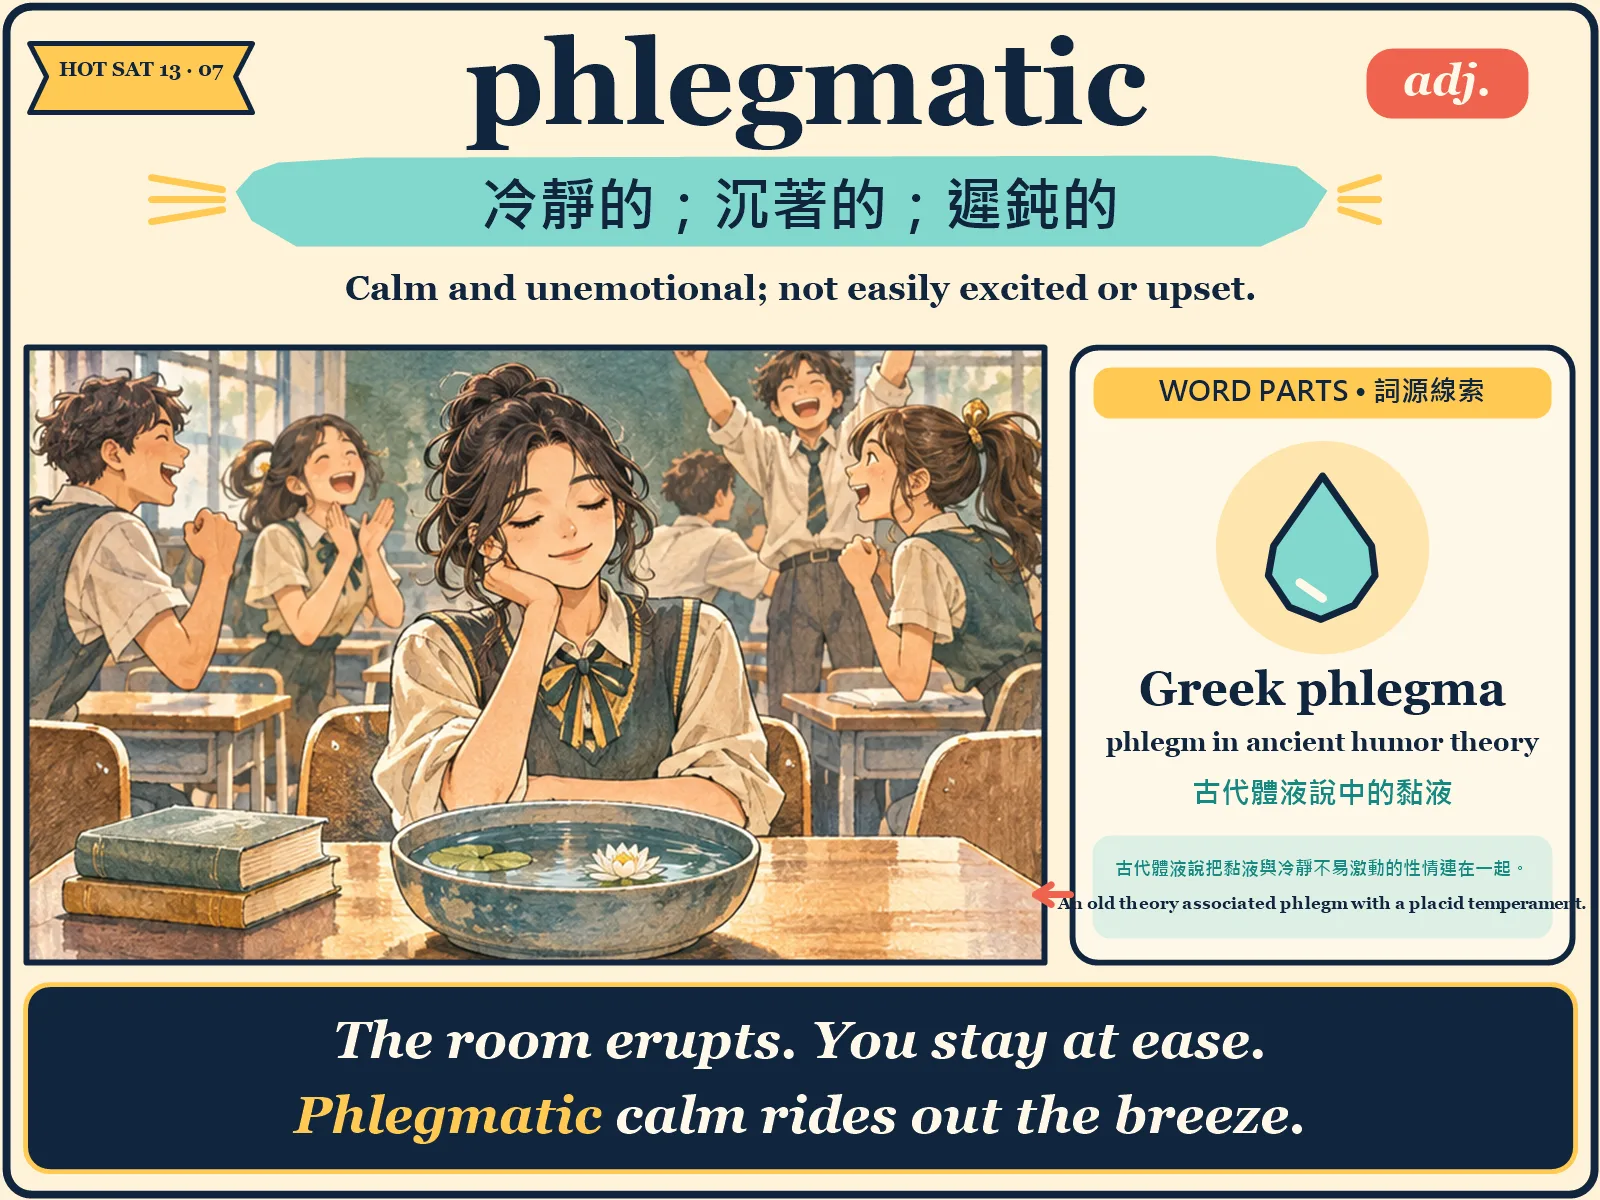 HOT SAT 13 · 07
phlegmatic
adj.
冷靜的；沉著的；遲鈍的
Calm and unemotional; not easily excited or upset.
WORD PARTS • 詞源線索
Greek phlegma
phlegm in ancient humor theory
古代體液說中的黏液
古代體液說把黏液與冷靜不易激動的性情連在一起。
An old theory associated phlegm with a placid temperament.
The room erupts. You stay at ease.
Phlegmatic calm rides out the breeze.